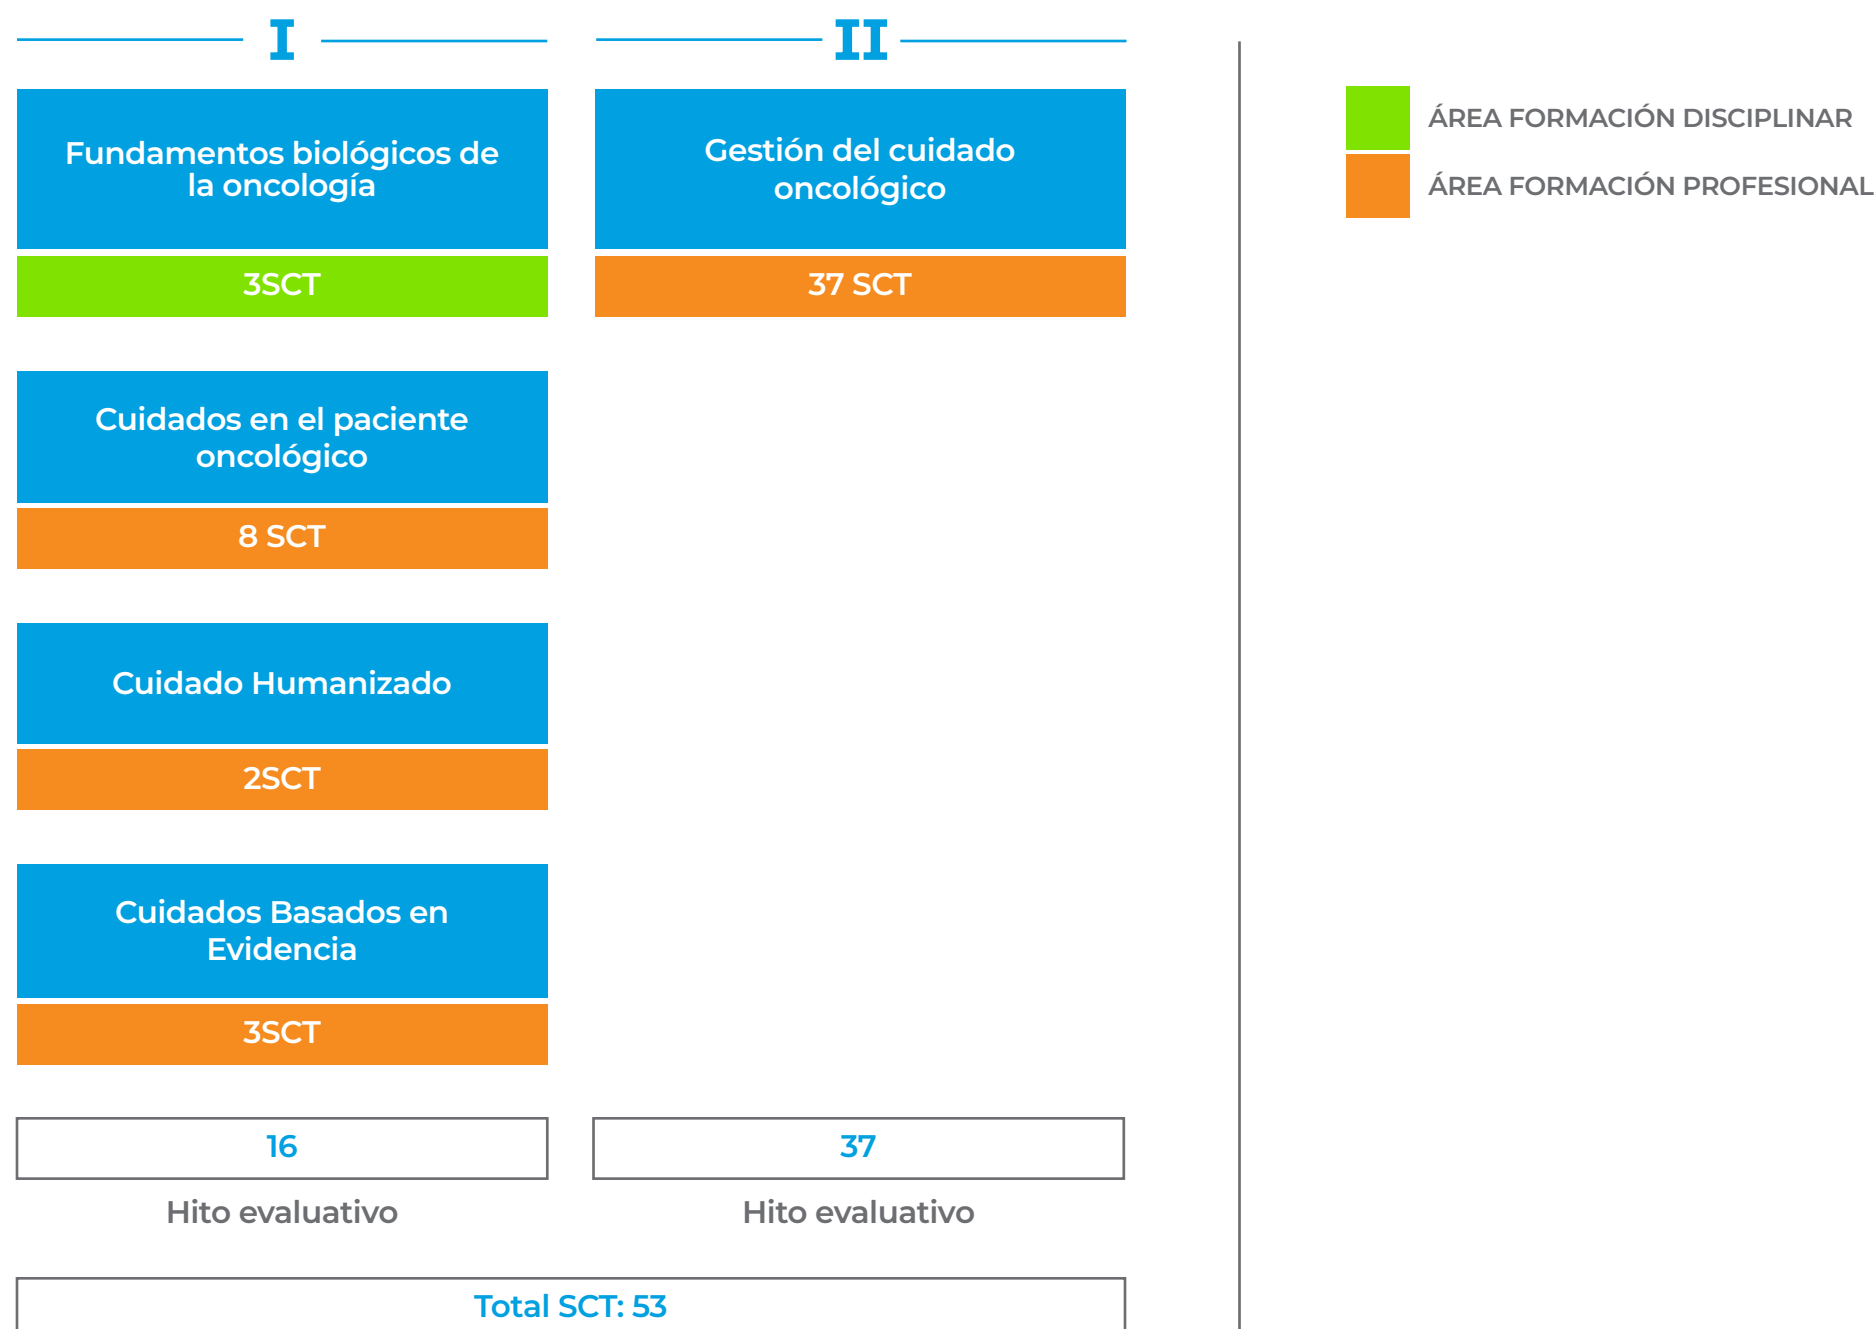 I
Fundamentos biológicos de
la oncología
3SCT
Cuidados en el paciente
oncológico
8 SCT
Cuidado Humanizado
2SCT
Cuidados Basados en
Evidencia
3SCT
16
Hito evaluativo
II
Gestión del cuidado
oncológico
37 SCT
37
Hito evaluativo
Total SCT: 53
ÁREA FORMACIÓN DISCIPLINAR
ÁREA FORMACIÓN PROFESIONAL